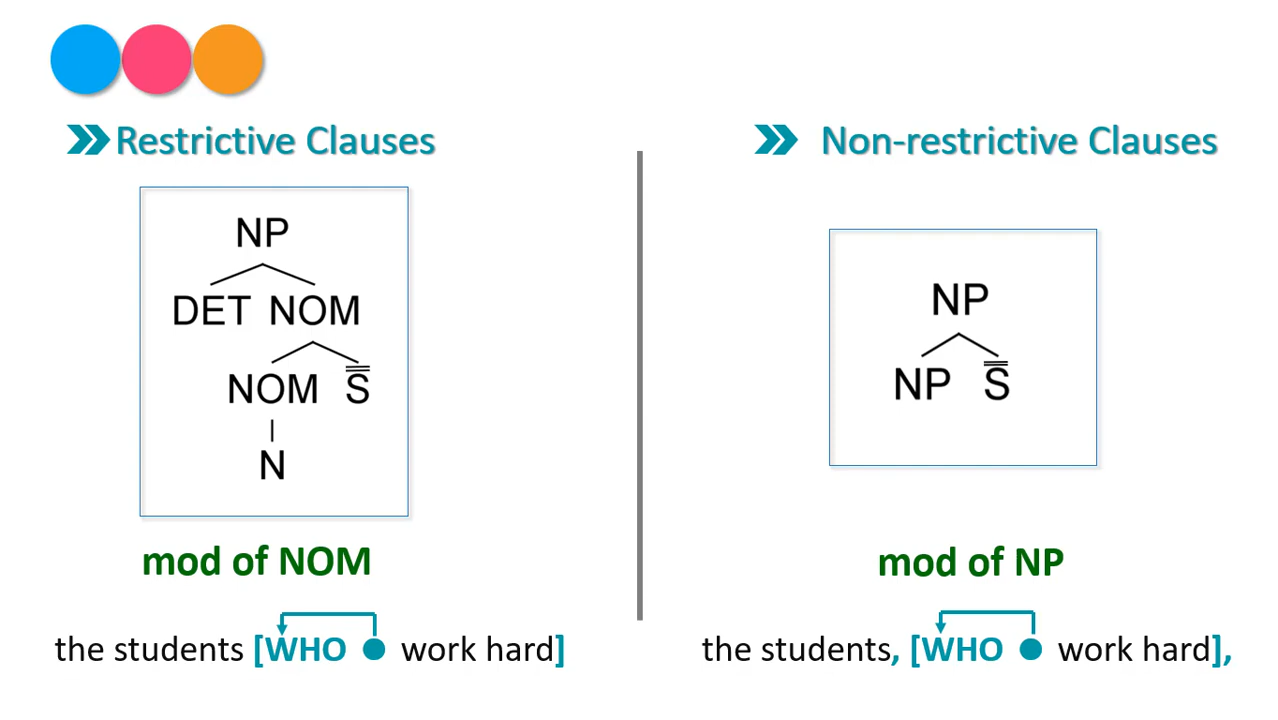 Restrictive Clauses
NP
DET NOM
NOM S̿
N
mod of NOM
the students [WHO ● work hard]
Non-restrictive Clauses
NP
NP S̿
mod of NP
the students, [WHO ● work hard],